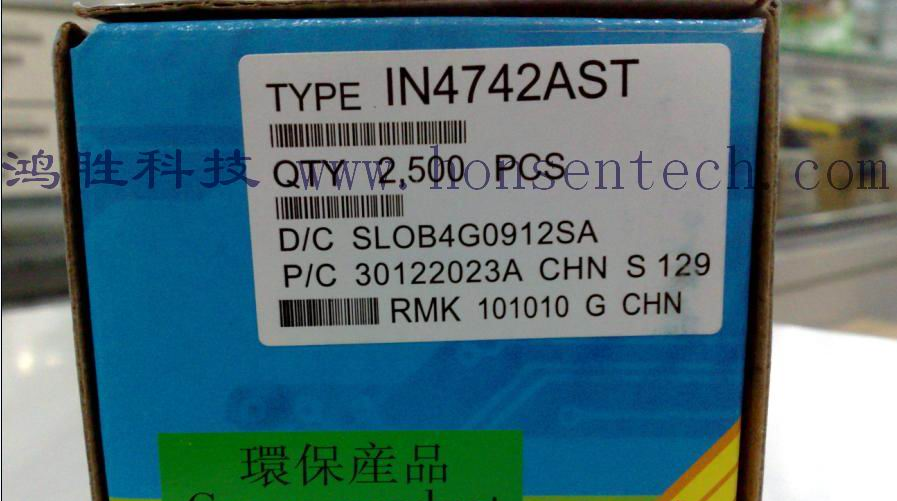 TYPE IN4742AST
QTY 2,500 PCS
鸿胜科技 www.honsentech.com
D/C SLOB4G0912SA
P/C 30122023A CHN S 129
RMK 101010 G CHN
環保産品